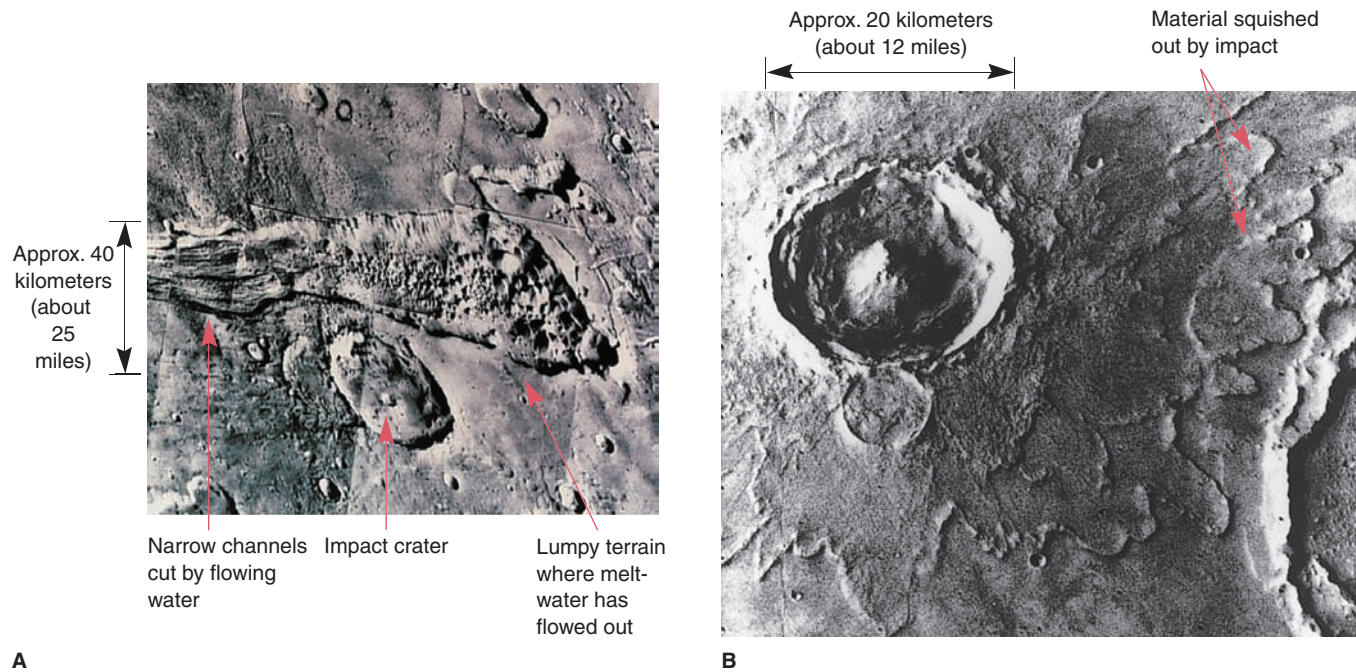 Approx. 40
kilometers
(about
25
miles)
Narrow channels
cut by flowing
water
Impact crater
Lumpy terrain
where melt-
water has
flowed out
A
Approx. 20 kilometers
(about 12 miles)
Material squished
out by impact
B